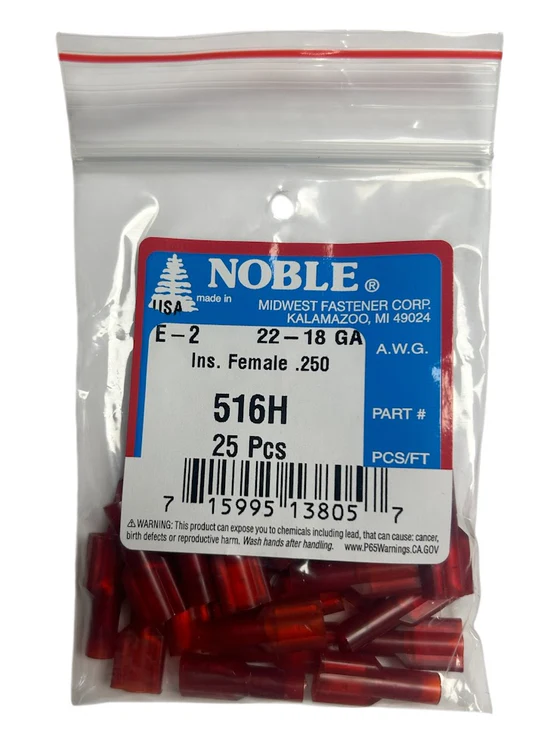 NOBLE ®
made in
USA
MIDWEST FASTENER CORP.
KALAMAZOO, MI 49024
E-2 22-18 GA
A.W.G.
Ins. Female .250
516H
PART #
25 Pcs
PCS/FT
7 15995 13805 7
⚠WARNING: This product can expose you to chemicals including lead, that can cause: cancer,
birth defects or reproductive harm. Wash hands after handling. www.P65Warnings.CA.GOV